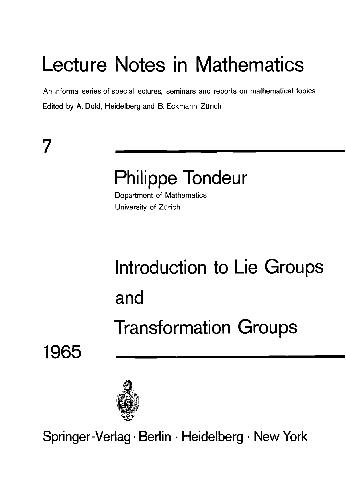 Lecture Notes in Mathematics
An informal series of special lectures, seminars and reports on mathematical topics
Edited by A. Dold, Heidelberg and B. Eckmann, Zürich
7
Philippe Tondeur
Department of Mathematics
University of Zürich
Introduction to Lie Groups
and
Transformation Groups
1965
Springer-Verlag · Berlin · Heidelberg · New York